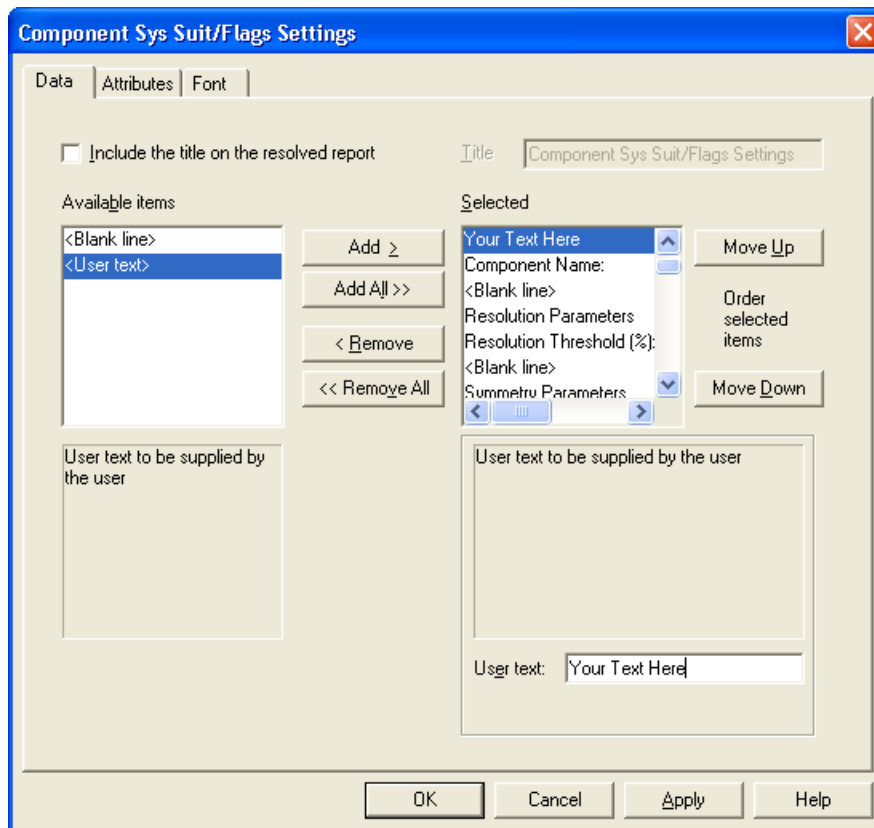 Component Sys Suit/Flags Settings
Data
Attributes
Font
Include the title on the resolved report
Title
Component Sys Suit/Flags Settings
Available items
Selected
<Blank line>
<User text>
Add >
Add All >>
< Remove
<< Remove All
Your Text Here
Component Name:
<Blank line>
Resolution Parameters
Resolution Threshold (%):
<Blank line>
Symmetry Parameters
Move Up
Order
selected
items
Move Down
User text to be supplied by
the user
User text to be supplied by the user
User text:
Your Text Here
OK
Cancel
Apply
Help